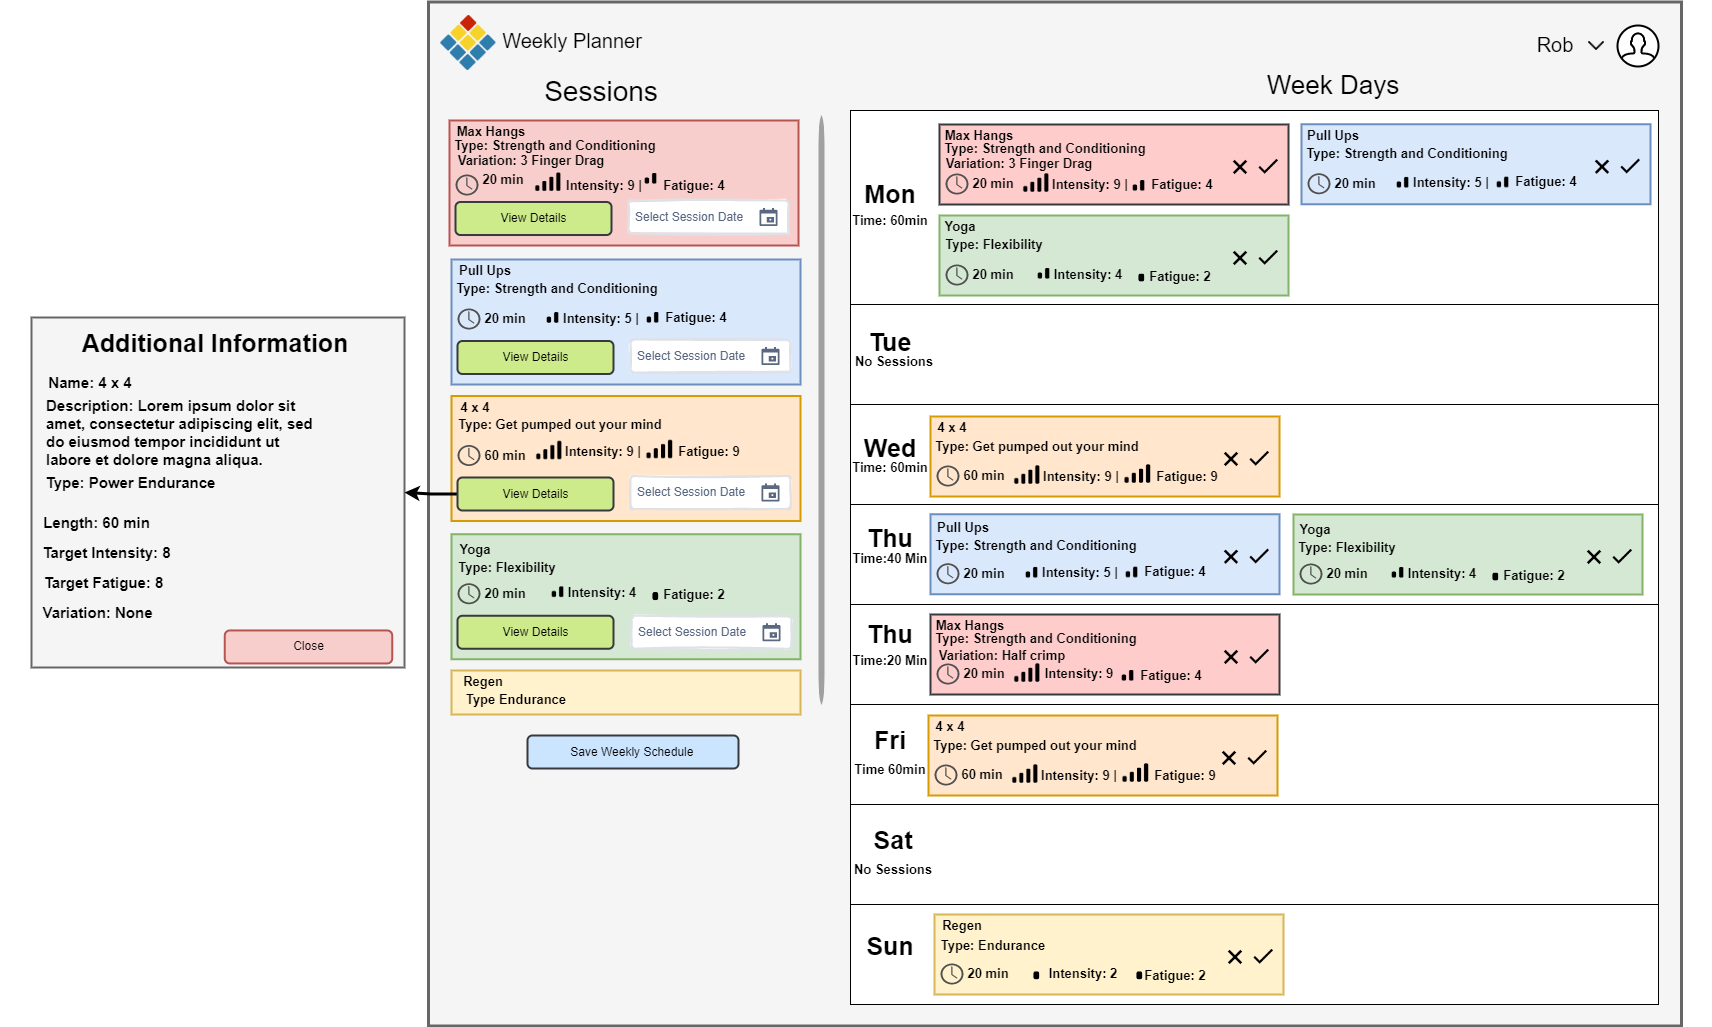 Weekly Planner
Rob
Sessions
Week Days
Max Hangs
Type: Strength and Conditioning
Variation: 3 Finger Drag
20 min Intensity: 9 | Fatigue: 4
View Details
Select Session Date
Pull Ups
Type: Strength and Conditioning
20 min Intensity: 5 | Fatigue: 4
View Details
Select Session Date
4 x 4
Type: Get pumped out your mind
60 min Intensity: 9 | Fatigue: 9
View Details
Select Session Date
Yoga
Type: Flexibility
20 min Intensity: 4 Fatigue: 2
View Details
Select Session Date
Regen
Type Endurance
Save Weekly Schedule
Additional Information
Name: 4 x 4
Description: Lorem ipsum dolor sit
amet, consectetur adipiscing elit, sed
do eiusmod tempor incididunt ut
labore et dolore magna aliqua.
Type: Power Endurance
Length: 60 min
Target Intensity: 8
Target Fatigue: 8
Variation: None
Close
Mon
Time: 60min
Max Hangs
Type: Strength and Conditioning
Variation: 3 Finger Drag
20 min Intensity: 9 | Fatigue: 4
Pull Ups
Type: Strength and Conditioning
20 min Intensity: 5 | Fatigue: 4
Yoga
Type: Flexibility
20 min Intensity: 4 Fatigue: 2
Tue
No Sessions
Wed
Time: 60min
4 x 4
Type: Get pumped out your mind
60 min Intensity: 9 | Fatigue: 9
Thu
Time:40 Min
Pull Ups
Type: Strength and Conditioning
20 min Intensity: 5 | Fatigue: 4
Yoga
Type: Flexibility
20 min Intensity: 4 Fatigue: 2
Thu
Time:20 Min
Max Hangs
Type: Strength and Conditioning
Variation: Half crimp
20 min Intensity: 9 Fatigue: 4
Fri
Time 60min
4 x 4
Type: Get pumped out your mind
60 min Intensity: 9 | Fatigue: 9
Sat
No Sessions
Sun
Regen
Type: Endurance
20 min Intensity: 2 Fatigue: 2